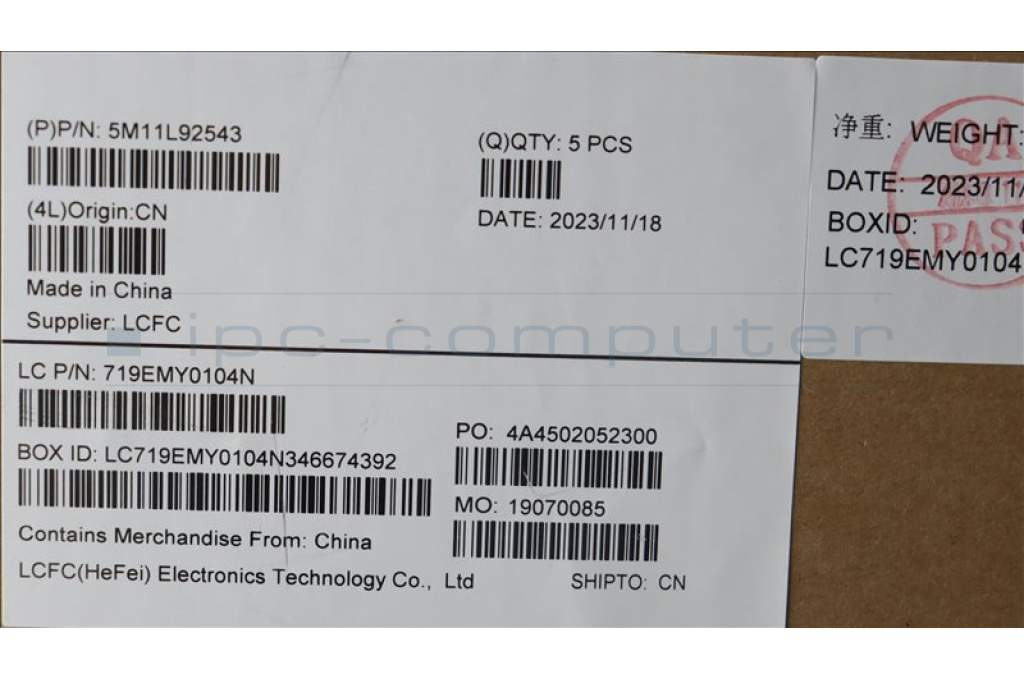 (P)P/N: 5M11L92543
(Q)QTY: 5 PCS
(4L)Origin:CN
DATE: 2023/11/18
Made in China
Supplier: LCFC
LC P/N: 719EMY0104N
BOX ID: LC719EMY0104N346674392
PO: 4A4502052300
MO: 19070085
Contains Merchandise From: China
LCFC(HeFei) Electronics Technology Co., Ltd
SHIPTO: CN
净重: WEIGHT:
DATE: 2023/11/
BOXID:
LC719EMY0104
QA
PASS
ipc-computer